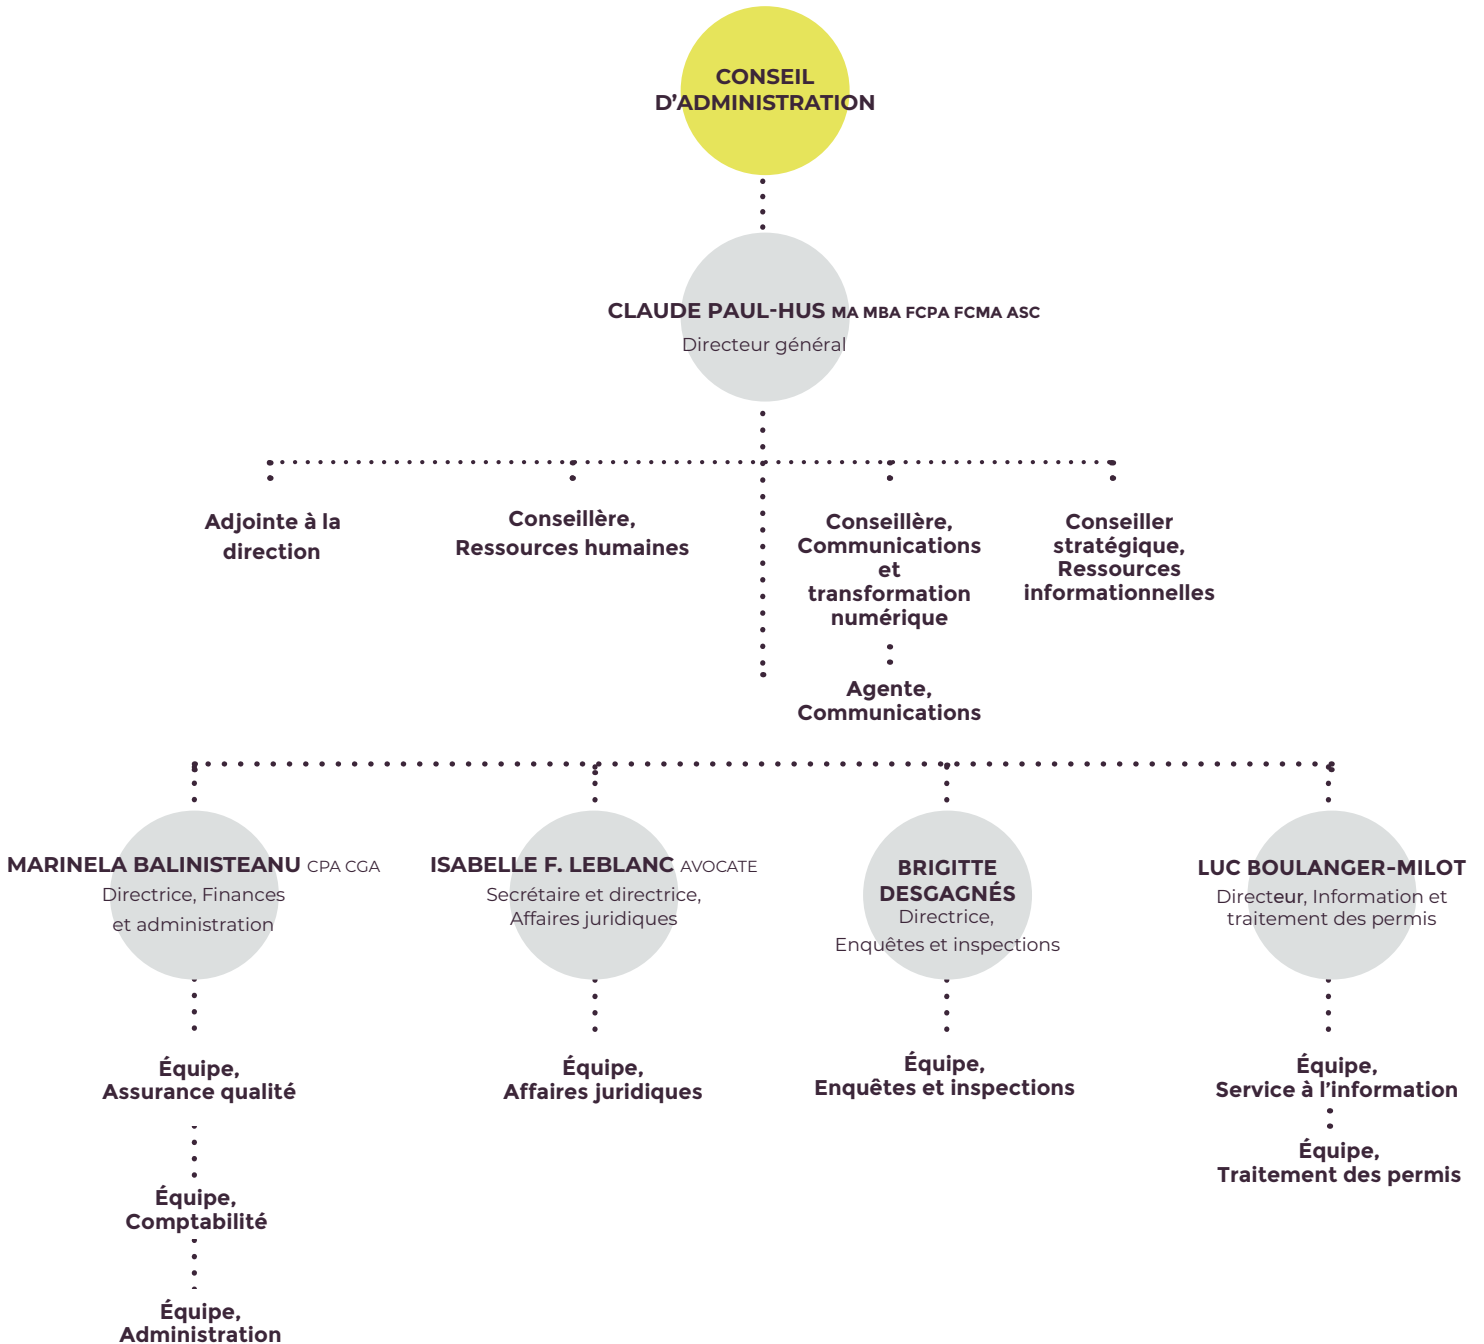 CONSEIL
D’ADMINISTRATION
CLAUDE PAUL-HUS MA MBA FCPA FCMA ASC
Directeur général
Adjointe à la
direction
Conseillère,
Ressources humaines
Conseillère,
Communications
et
transformation
numérique
Conseiller
stratégique,
Ressources
informationnelles
Agente,
Communications
MARINELA BALINISTEANU CPA CGA
Directrice, Finances
et administration
ISABELLE F. LEBLANC AVOCATE
Secrétaire et directrice,
Affaires juridiques
BRIGITTE
DESGAGNÉS
Directrice,
Enquêtes et inspections
LUC BOULANGER-MILOT
Directeur, Information et
traitement des permis
Équipe,
Assurance qualité
Équipe,
Comptabilité
Équipe,
Administration
Équipe,
Affaires juridiques
Équipe,
Enquêtes et inspections
Équipe,
Service à l’information
Équipe,
Traitement des permis